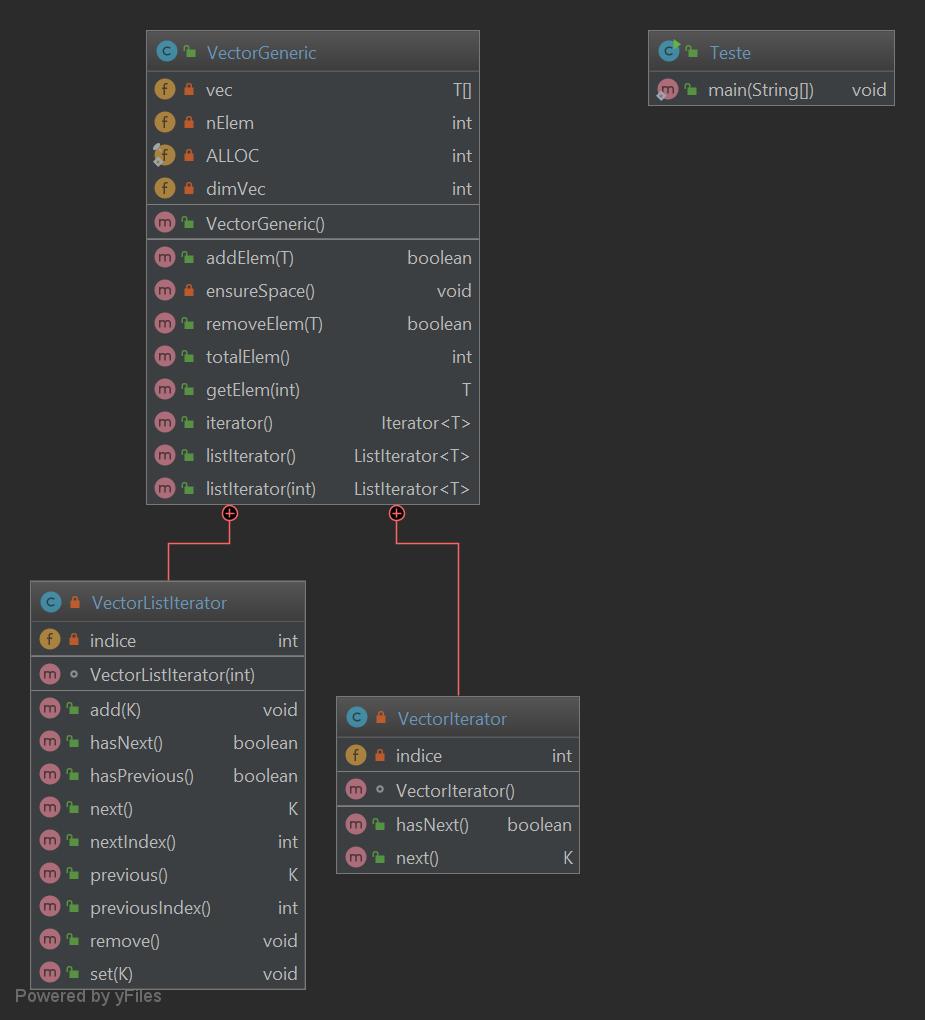 VectorGeneric
vec T[]
nElem int
ALLOC int
dimVec int
VectorGeneric()
addElem(T) boolean
ensureSpace() void
removeElem(T) boolean
totalElem() int
getElem(int) T
iterator() Iterator<T>
listIterator() ListIterator<T>
listIterator(int) ListIterator<T>
Teste
main(String[]) void
VectorListIterator
indice int
VectorListIterator(int)
add(K) void
hasNext() boolean
hasPrevious() boolean
next() K
nextIndex() int
previous() K
previousIndex() int
remove() void
set(K) void
VectorIterator
indice int
VectorIterator()
hasNext() boolean
next() K
Powered by yFiles